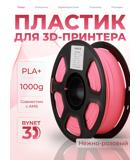 ПЛАСТИК
ДЛЯ 3D-ПРИНТЕРА
PLA+
1000g
Совместим
с AMS
BYNET
3D
Нежно-розовый